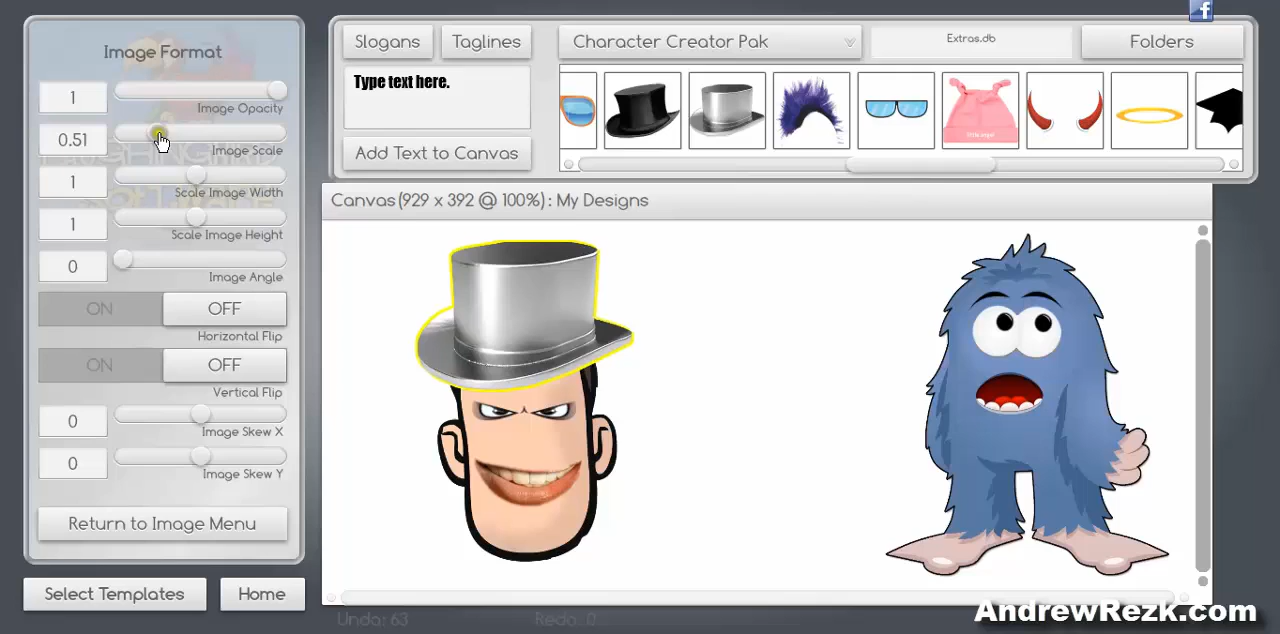 Image Format
1
Image Opacity
0.51
Image Scale
1
Scale Image Width
1
Scale Image Height
0
Image Angle
ON OFF
Horizontal Flip
ON OFF
Vertical Flip
0
Image Skew X
0
Image Skew Y
Return to Image Menu
Select Templates
Home
f
Slogans
Taglines
Type text here.
Add Text to Canvas
Character Creator Pak
Extras.db
Folders
little angel
Canvas (929 x 392 @ 100%) : My Designs
Undo: 63
Redo: 0
AndrewRezk.com